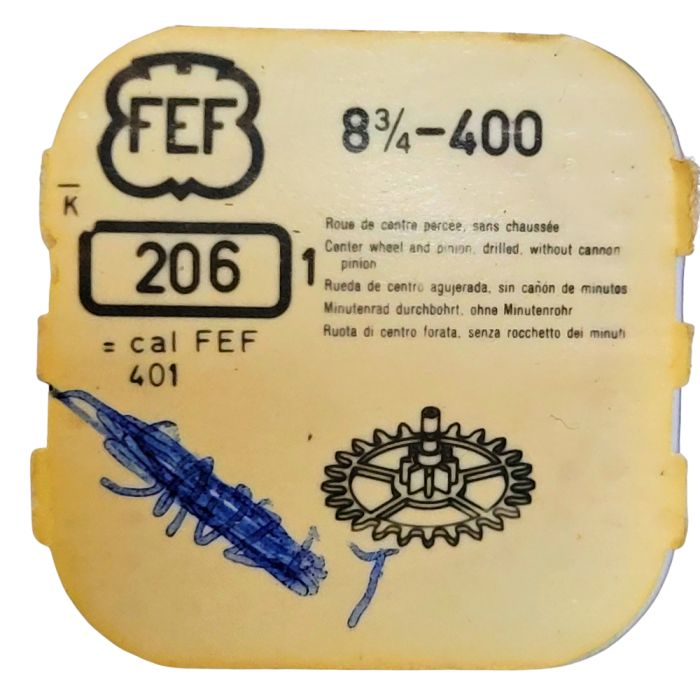 FEF
8¾-400
K
206
1
Roue de centre percée, sans chaussée
Center wheel and pinion, drilled, without cannon
pinion
Rueda de centro agujerada, sin cañón de minutos
Minutenrad durchbohrt, ohne Minutenrohr
Ruota di centro forata, senza rocchetto dei minuti
= cal FEF
401